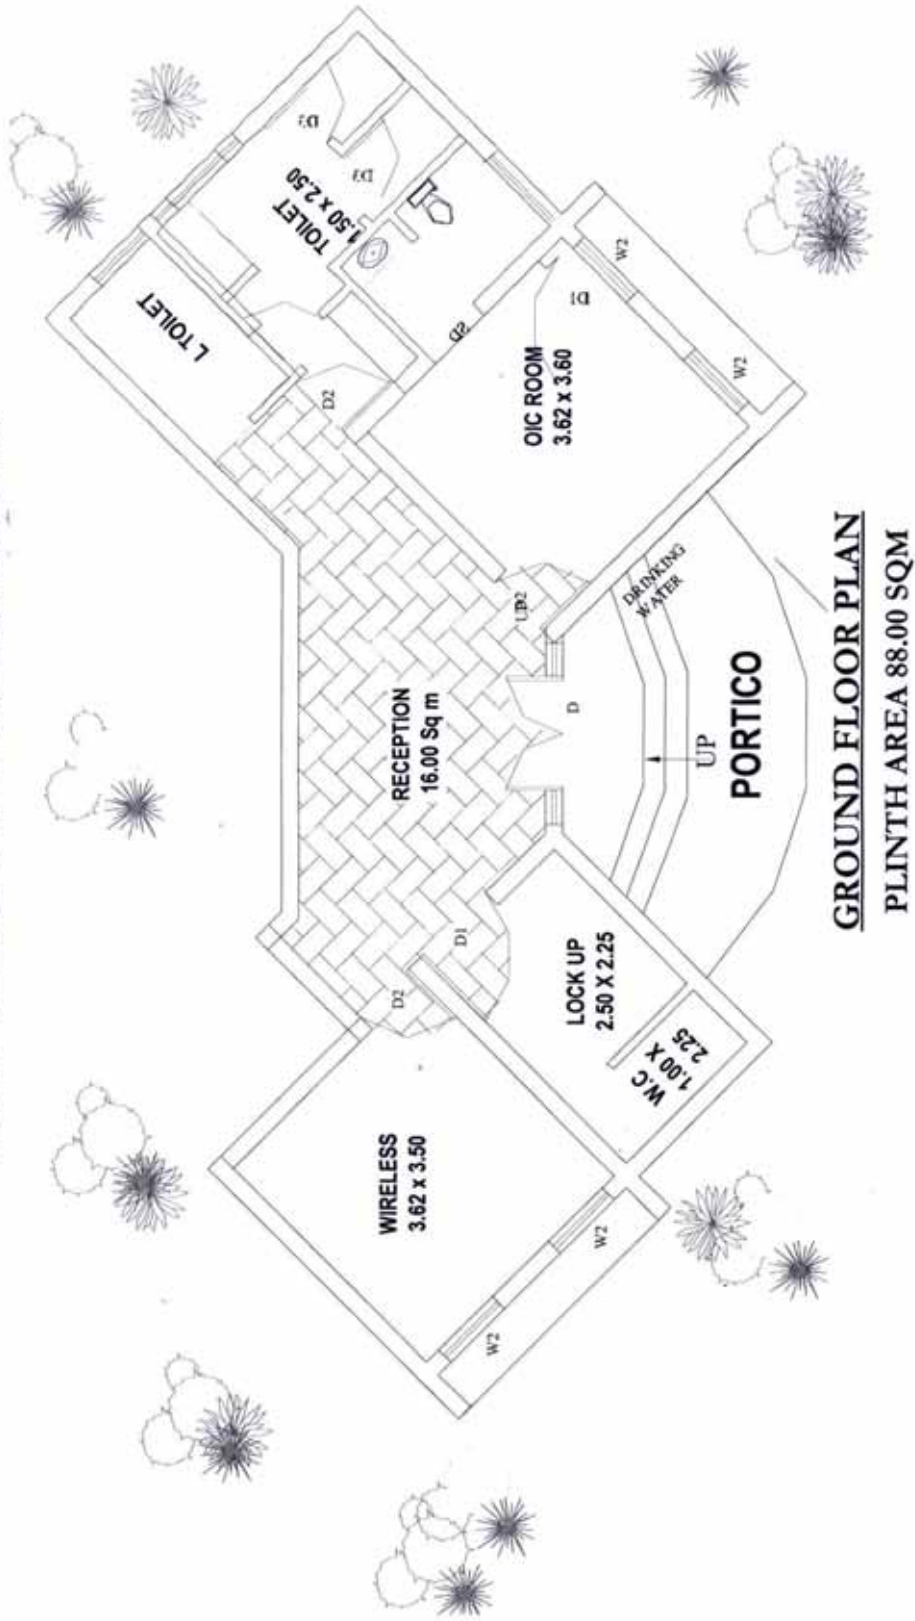 L TOILET
TOILET
1.50 x 2.50
D3
D3
D2
D2
OIC ROOM
3.62 x 3.60
D1
W2
W2
RECEPTION
16.00 Sq m
UP
D2
DRINKING
WATER
D
UP
PORTICO
D1
D2
LOCK UP
2.50 X 2.25
W.C
1.00 X
2.25
WIRELESS
3.62 x 3.50
W2
W2
GROUND FLOOR PLAN
PLINTH AREA 88.00 SQM